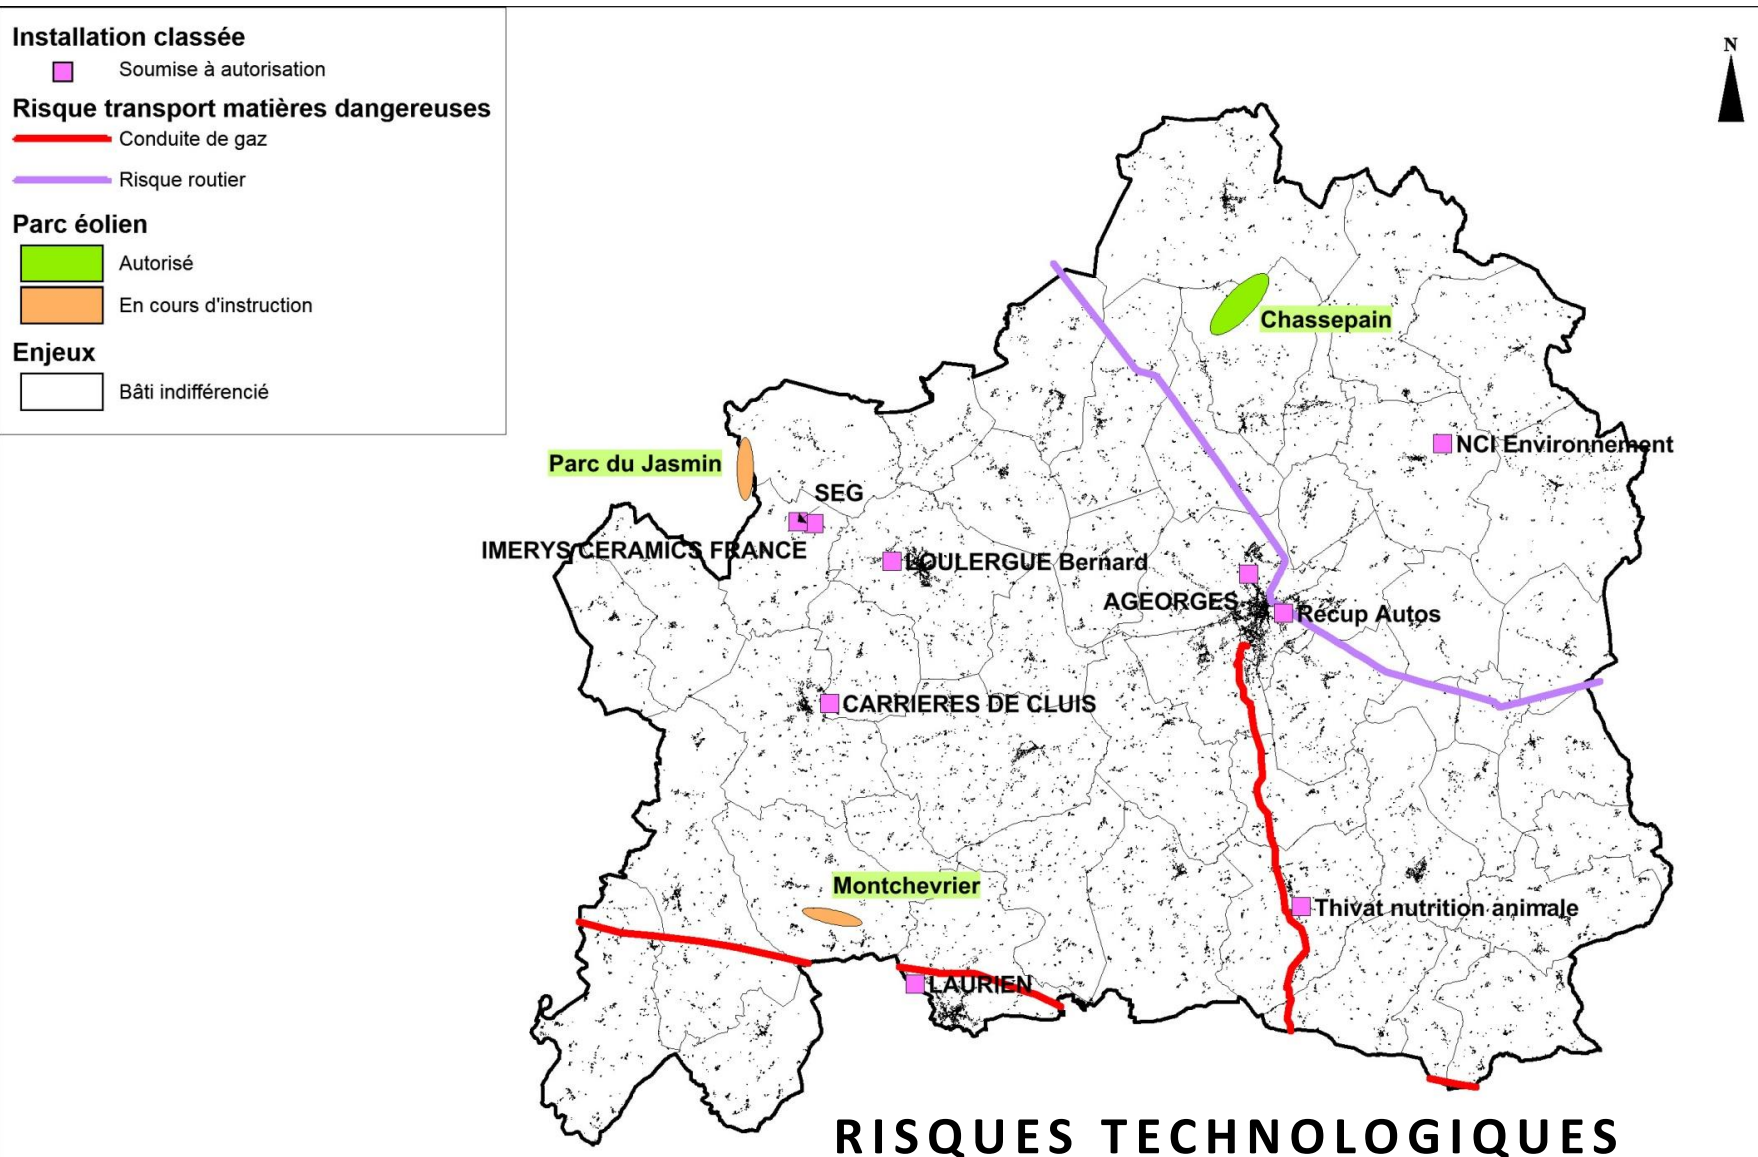 Installation classée
Soumise à autorisation
Risque transport matières dangereuses
Conduite de gaz
Risque routier
Parc éolien
Autorisé
En cours d'instruction
Enjeux
Bâti indifférencié
N
Chassepain
NCI Environnement
Parc du Jasmin
SEG
IMERYS CERAMICS FRANCE
LOULERGUE Bernard
AGEORGES
Récup Autos
CARRIERES DE CLUIS
Montchevrier
Thivat nutrition animale
LAURIEN
RISQUES TECHNOLOGIQUES